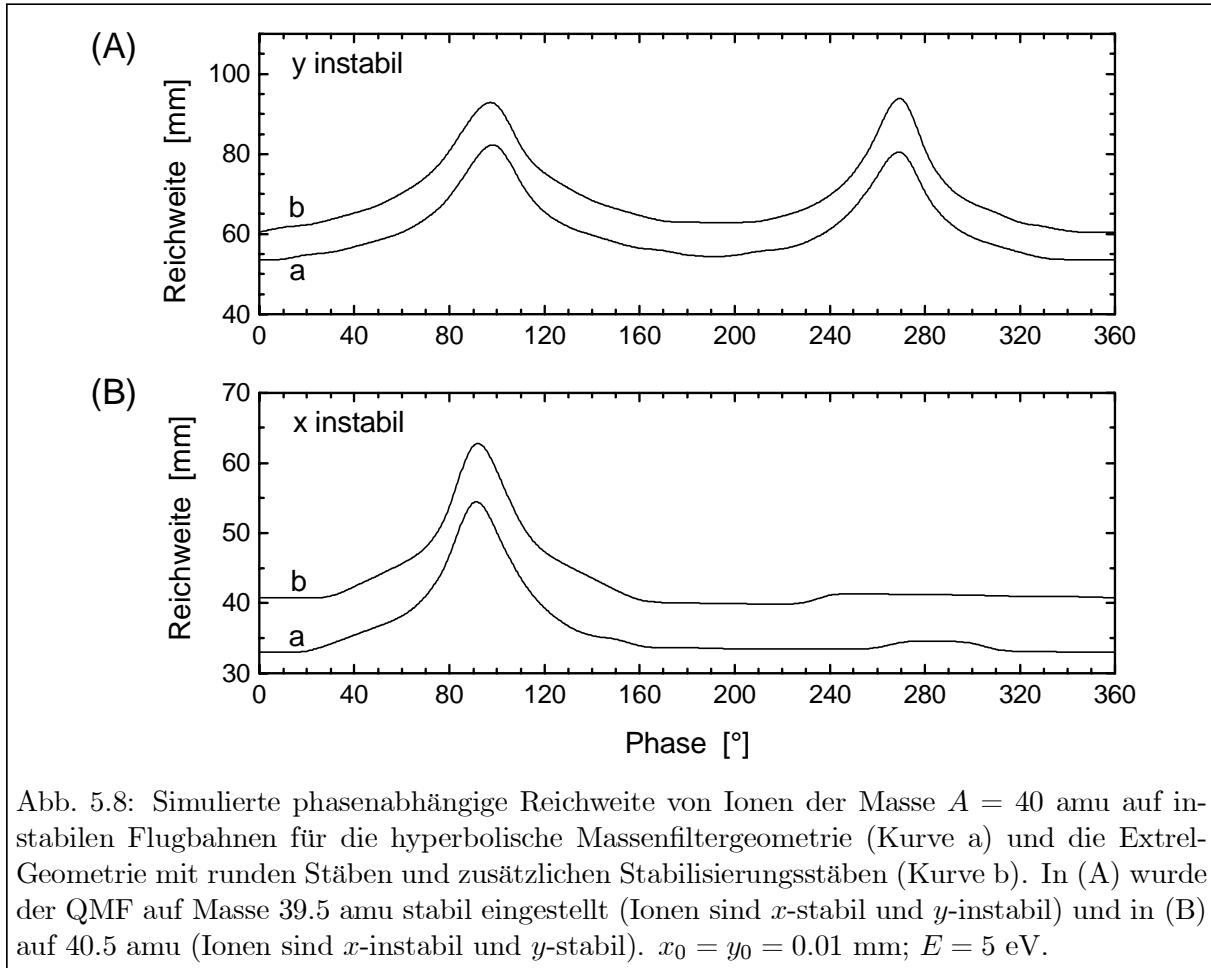 (A)
y instabil
Reichweite [mm]
100
80
60
40
b
a
0 40 80 120 160 200 240 280 320 360
(B)
x instabil
Reichweite [mm]
70
60
50
40
30
b
a
0 40 80 120 160 200 240 280 320 360
Phase [°]
Abb. 5.8: Simulierte phasenabhängige Reichweite von Ionen der Masse A = 40 amu auf in-
stabilen Flugbahnen für die hyperbolische Massenfiltergeometrie (Kurve a) und die Extrel-
Geometrie mit runden Stäben und zusätzlichen Stabilisierungsstäben (Kurve b). In (A) wurde
der QMF auf Masse 39.5 amu stabil eingestellt (Ionen sind x-stabil und y-instabil) und in (B)
auf 40.5 amu (Ionen sind x-instabil und y-stabil). x₀ = y₀ = 0.01 mm; E = 5 eV.